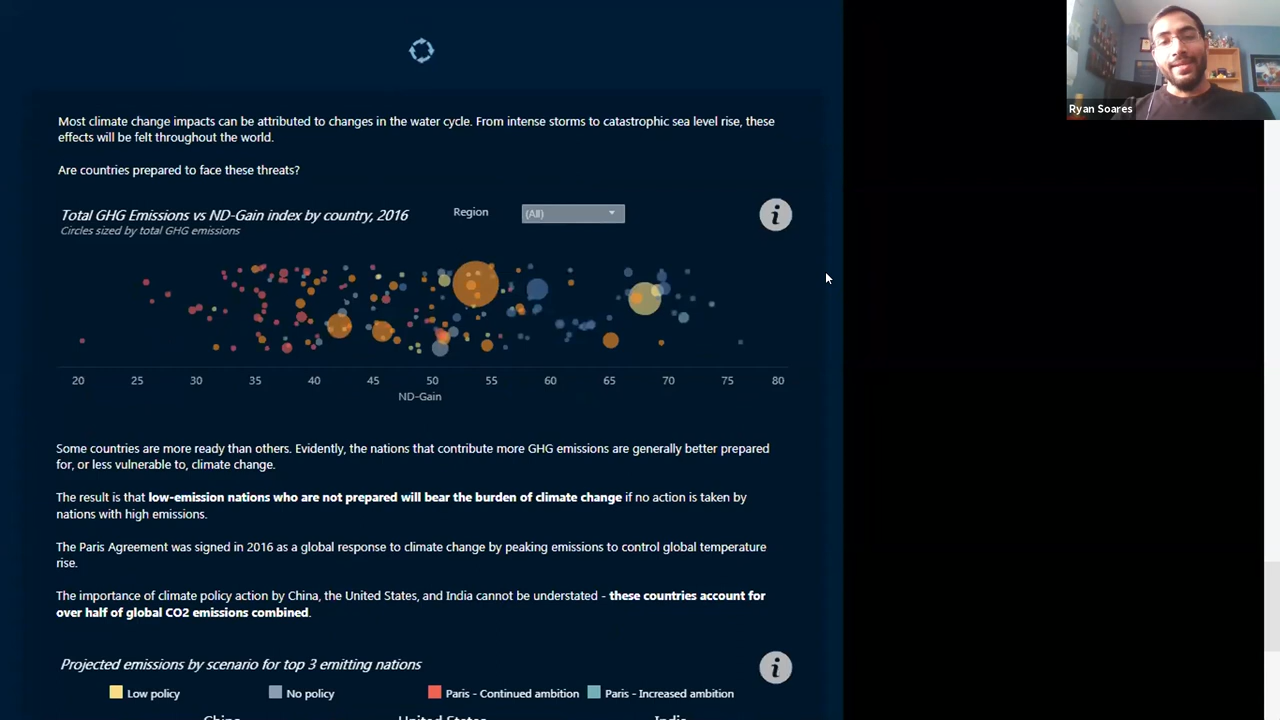 Ryan Soares
Most climate change impacts can be attributed to changes in the water cycle. From intense storms to catastrophic sea level rise, these
effects will be felt throughout the world.
Are countries prepared to face these threats?
Total GHG Emissions vs ND-Gain index by country, 2016
Circles sized by total GHG emissions
Region
(All)
i
20 25 30 35 40 45 50 55 60 65 70 75 80
ND-Gain
Some countries are more ready than others. Evidently, the nations that contribute more GHG emissions are generally better prepared
for, or less vulnerable to, climate change.
The result is that low-emission nations who are not prepared will bear the burden of climate change if no action is taken by
nations with high emissions.
The Paris Agreement was signed in 2016 as a global response to climate change by peaking emissions to control global temperature
rise.
The importance of climate policy action by China, the United States, and India cannot be understated - these countries account for
over half of global CO2 emissions combined.
Projected emissions by scenario for top 3 emitting nations
i
Low policy No policy Paris - Continued ambition Paris - Increased ambition
China United States India